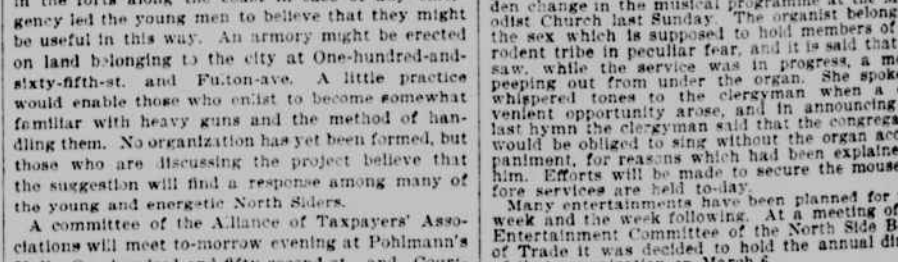 gency led the young men to believe that they might
be useful in this way. An armory might be erected
on land belonging to the city at One-hundred-and-
sixty-fifth-st. and Fulton-ave. A little practice
would enable those who enlist to become somewhat
familiar with heavy guns and the method of han-
dling them. No organization has yet been formed, but
those who are discussing the project believe that
the suggestion will find a response among many of
the young and energetic North Siders.
A committee of the Alliance of Taxpayers' Asso-
ciations will meet to-morrow evening at Pohlmann's
den change in the musical programme at the
odist Church last Sunday. The organist belong
the sex which is supposed to hold members of
rodent tribe in peculiar fear, and it is said that
saw, while the service was in progress, a
peeping out from under the organ. She spok
whispered tones to the clergyman when a
venient opportunity arose, and in announcing
last hymn the clergyman said that the congrega
would be obliged to sing without the organ acc
paniment, for reasons which had been explaine
him. Efforts will be made to secure the mouse
fore services are held to-day.
Many entertainments have been planned for
week and the week following. At a meeting of
Entertainment Committee of the North Side B
of Trade it was decided to hold the annual di
March 6.